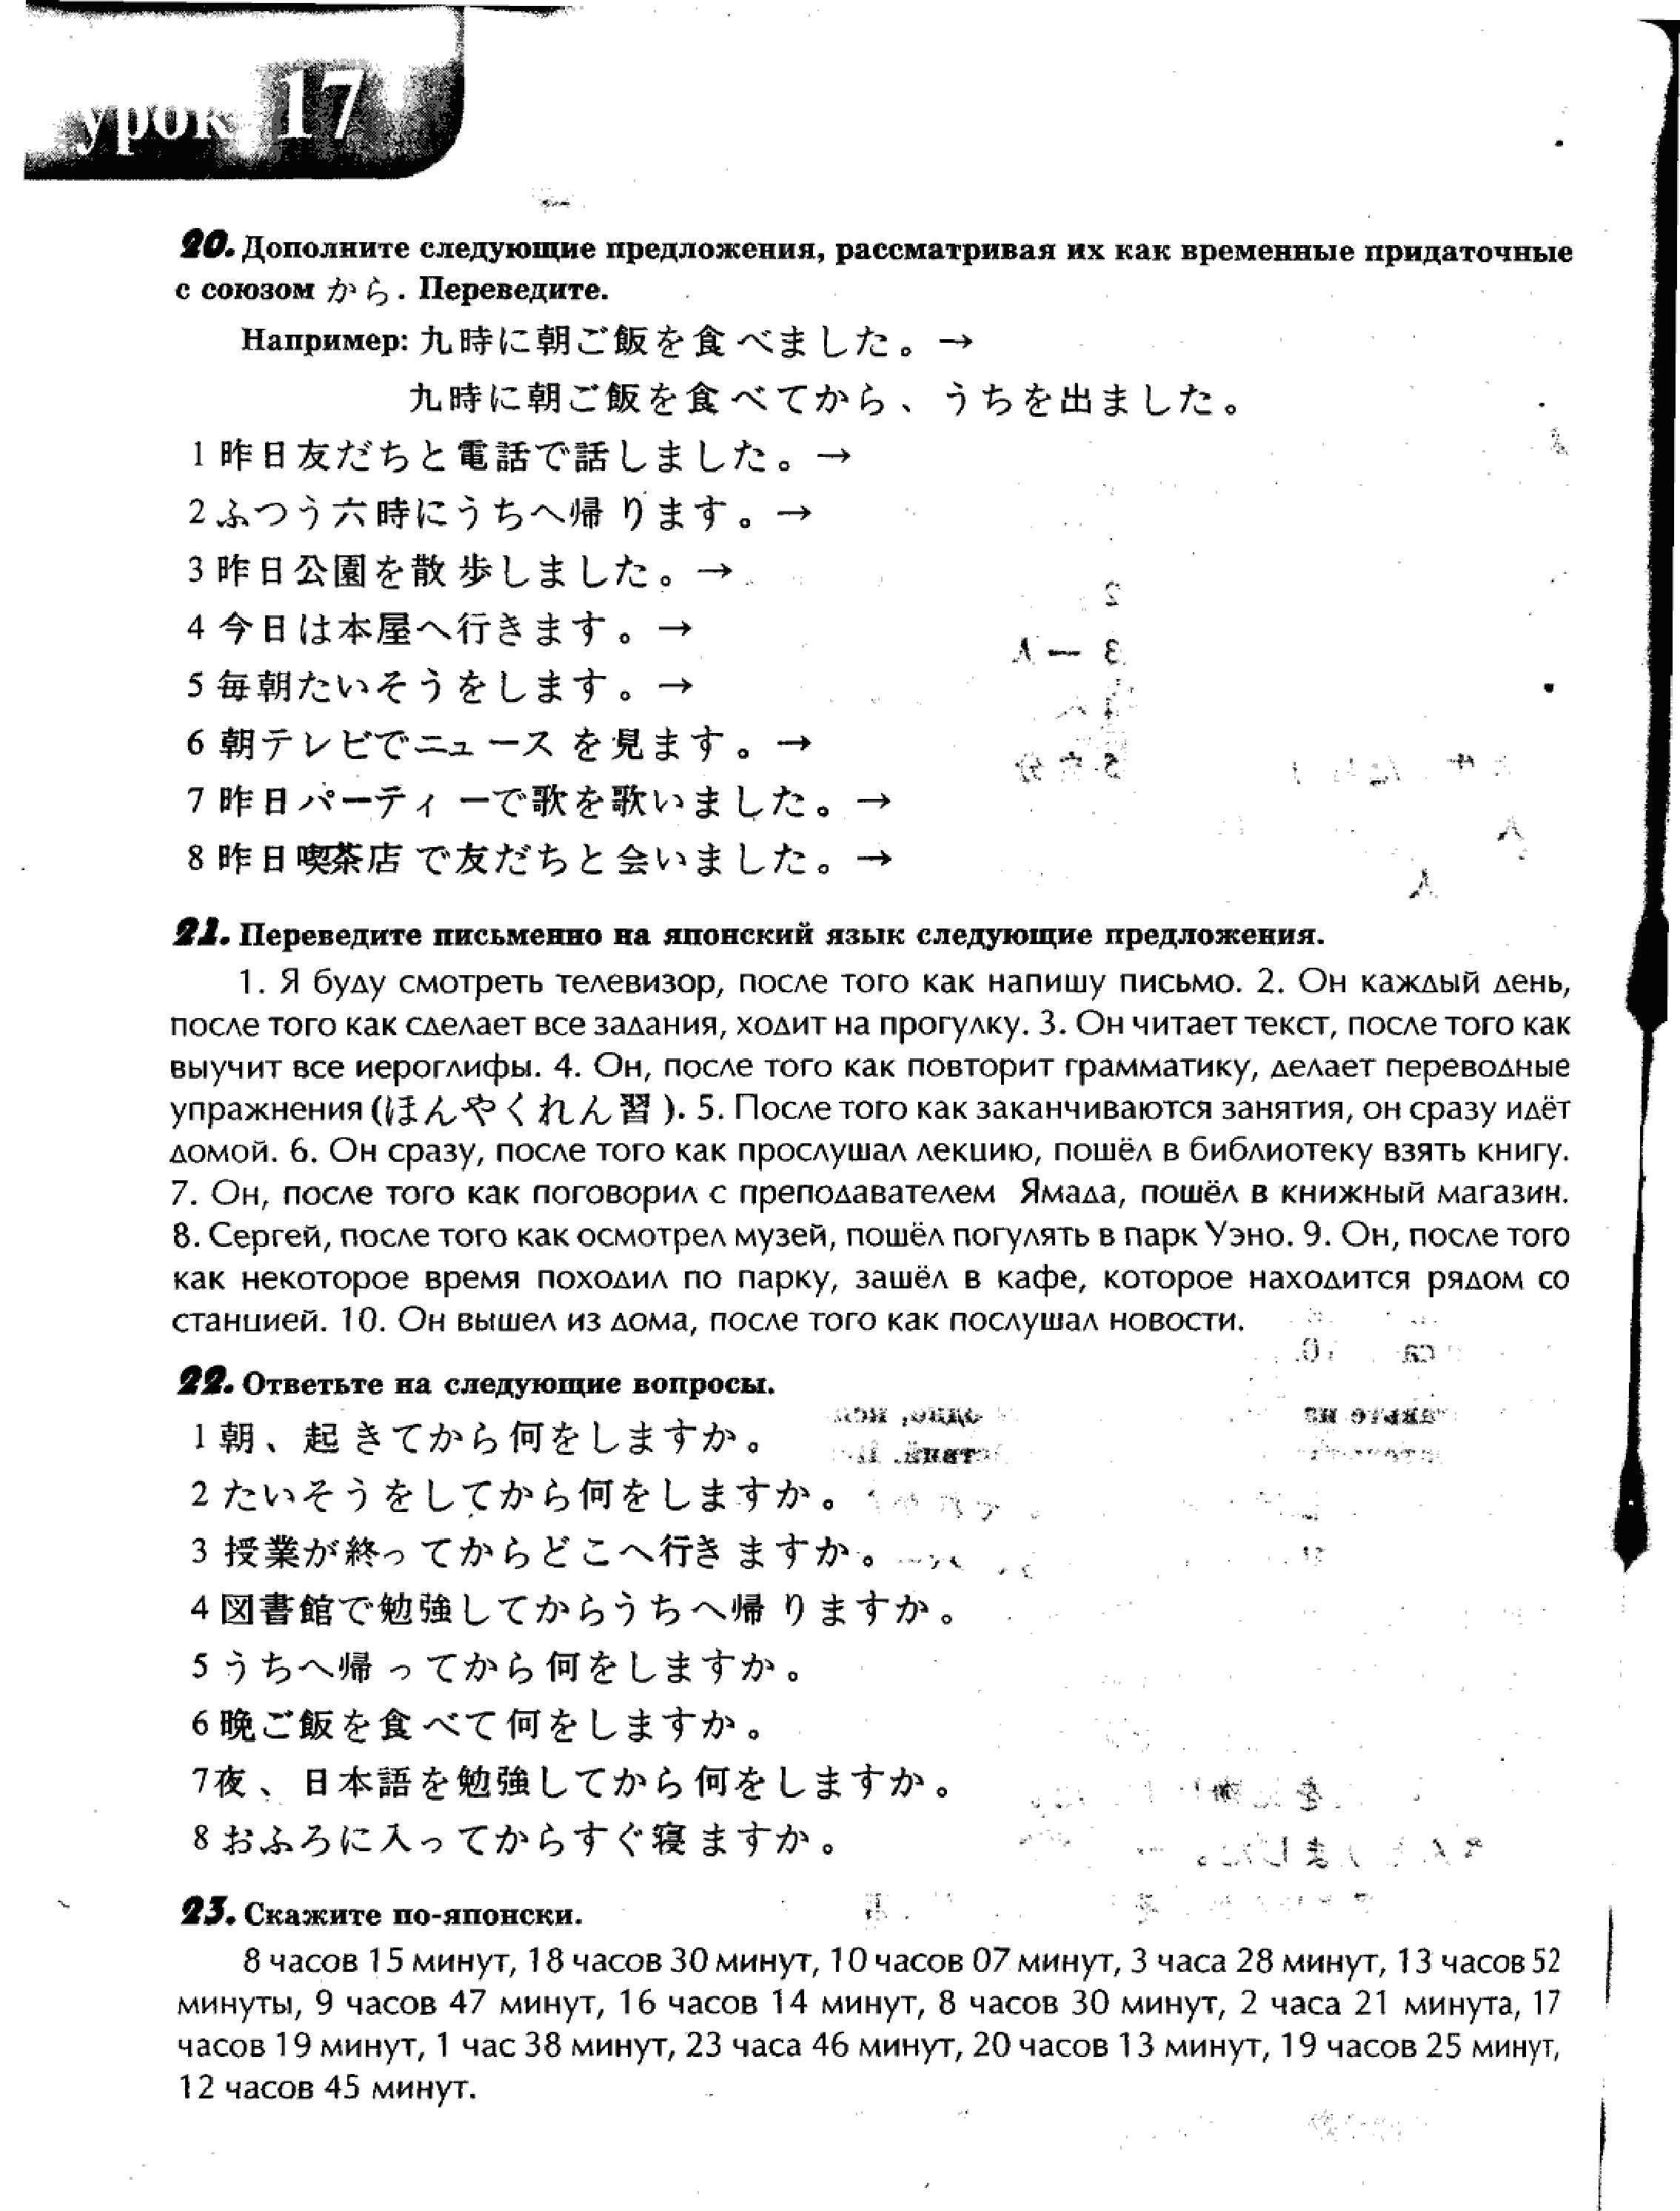 урок 17
20. Дополните следующие предложения, рассматривая их как временные придаточные
с союзом から. Переведите.
Например: 九時に朝ご飯を食べました。→
九時に朝ご飯を食べてから、うちを出ました。
1 昨日友だちと電話で話しました。→
2 ふつう六時にうちへ帰ります。→
3 昨日公園を散歩しました。→
4 今日は本屋へ行きます。→
5 毎朝たいそうをします。→
6 朝テレビでニュースを見ます。→
7 昨日パーティーで歌を歌いました。→
8 昨日喫茶店で友だちと会いました。→
21. Переведите письменно на японский язык следующие предложения.
1. Я буду смотреть телевизор, после того как напишу письмо. 2. Он каждый день,
после того как сделает все задания, ходит на прогулку. 3. Он читает текст, после того как
выучит все иероглифы. 4. Он, после того как повторит грамматику, делает переводные
упражнения (ほんやくれん習). 5. После того как заканчиваются занятия, он сразу идёт
домой. 6. Он сразу, после того как прослушал лекцию, пошёл в библиотеку взять книгу.
7. Он, после того как поговорил с преподавателем Ямада, пошёл в книжный магазин.
8. Сергей, после того как осмотрел музей, пошёл погулять в парк Уэно. 9. Он, после того
как некоторое время походил по парку, зашёл в кафе, которое находится рядом со
станцией. 10. Он вышел из дома, после того как послушал новости.
22. Ответьте на следующие вопросы.
1 朝、起きてから何をしますか。
2 たいそうをしてから何をしますか。
3 授業が終ってからどこへ行きますか。
4 図書館で勉強してからうちへ帰りますか。
5 うちへ帰ってから何をしますか。
6 晩ご飯を食べて何をしますか。
7 夜、日本語を勉強してから何をしますか。
8 おふろに入ってからすぐ寝ますか。
23. Скажите по-японски.
8 часов 15 минут, 18 часов 30 минут, 10 часов 07 минут, 3 часа 28 минут, 13 часов 52
минуты, 9 часов 47 минут, 16 часов 14 минут, 8 часов 30 минут, 2 часа 21 минута, 17
часов 19 минут, 1 час 38 минут, 23 часа 46 минут, 20 часов 13 минут, 19 часов 25 минут,
12 часов 45 минут.